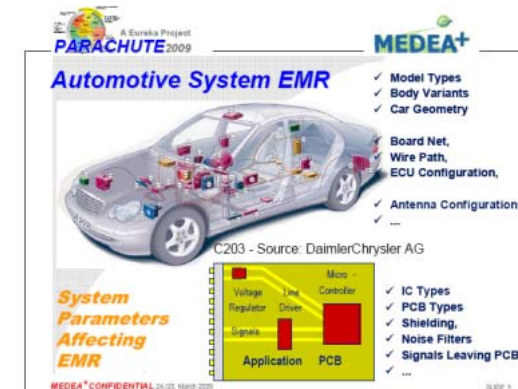 A Eureka Project
PARACHUTE 2009
MEDEA+
Automotive System EMR
✓ Model Types
✓ Body Variants
✓ Car Geometry
Board Net,
Wire Path,
ECU Configuration,
✓ Antenna Configuration
✓ ...
C203 - Source: DaimlerChrysler AG
System
Parameters
Affecting
EMR
Voltage
Regulator
Line
Driver
Micro -
Controller
Signals
Application PCB
✓ IC Types
✓ PCB Types
✓ Shielding,
✓ Noise Filters
✓ Signals Leaving PCB
✓ ...
MEDEA+ CONFIDENTIAL